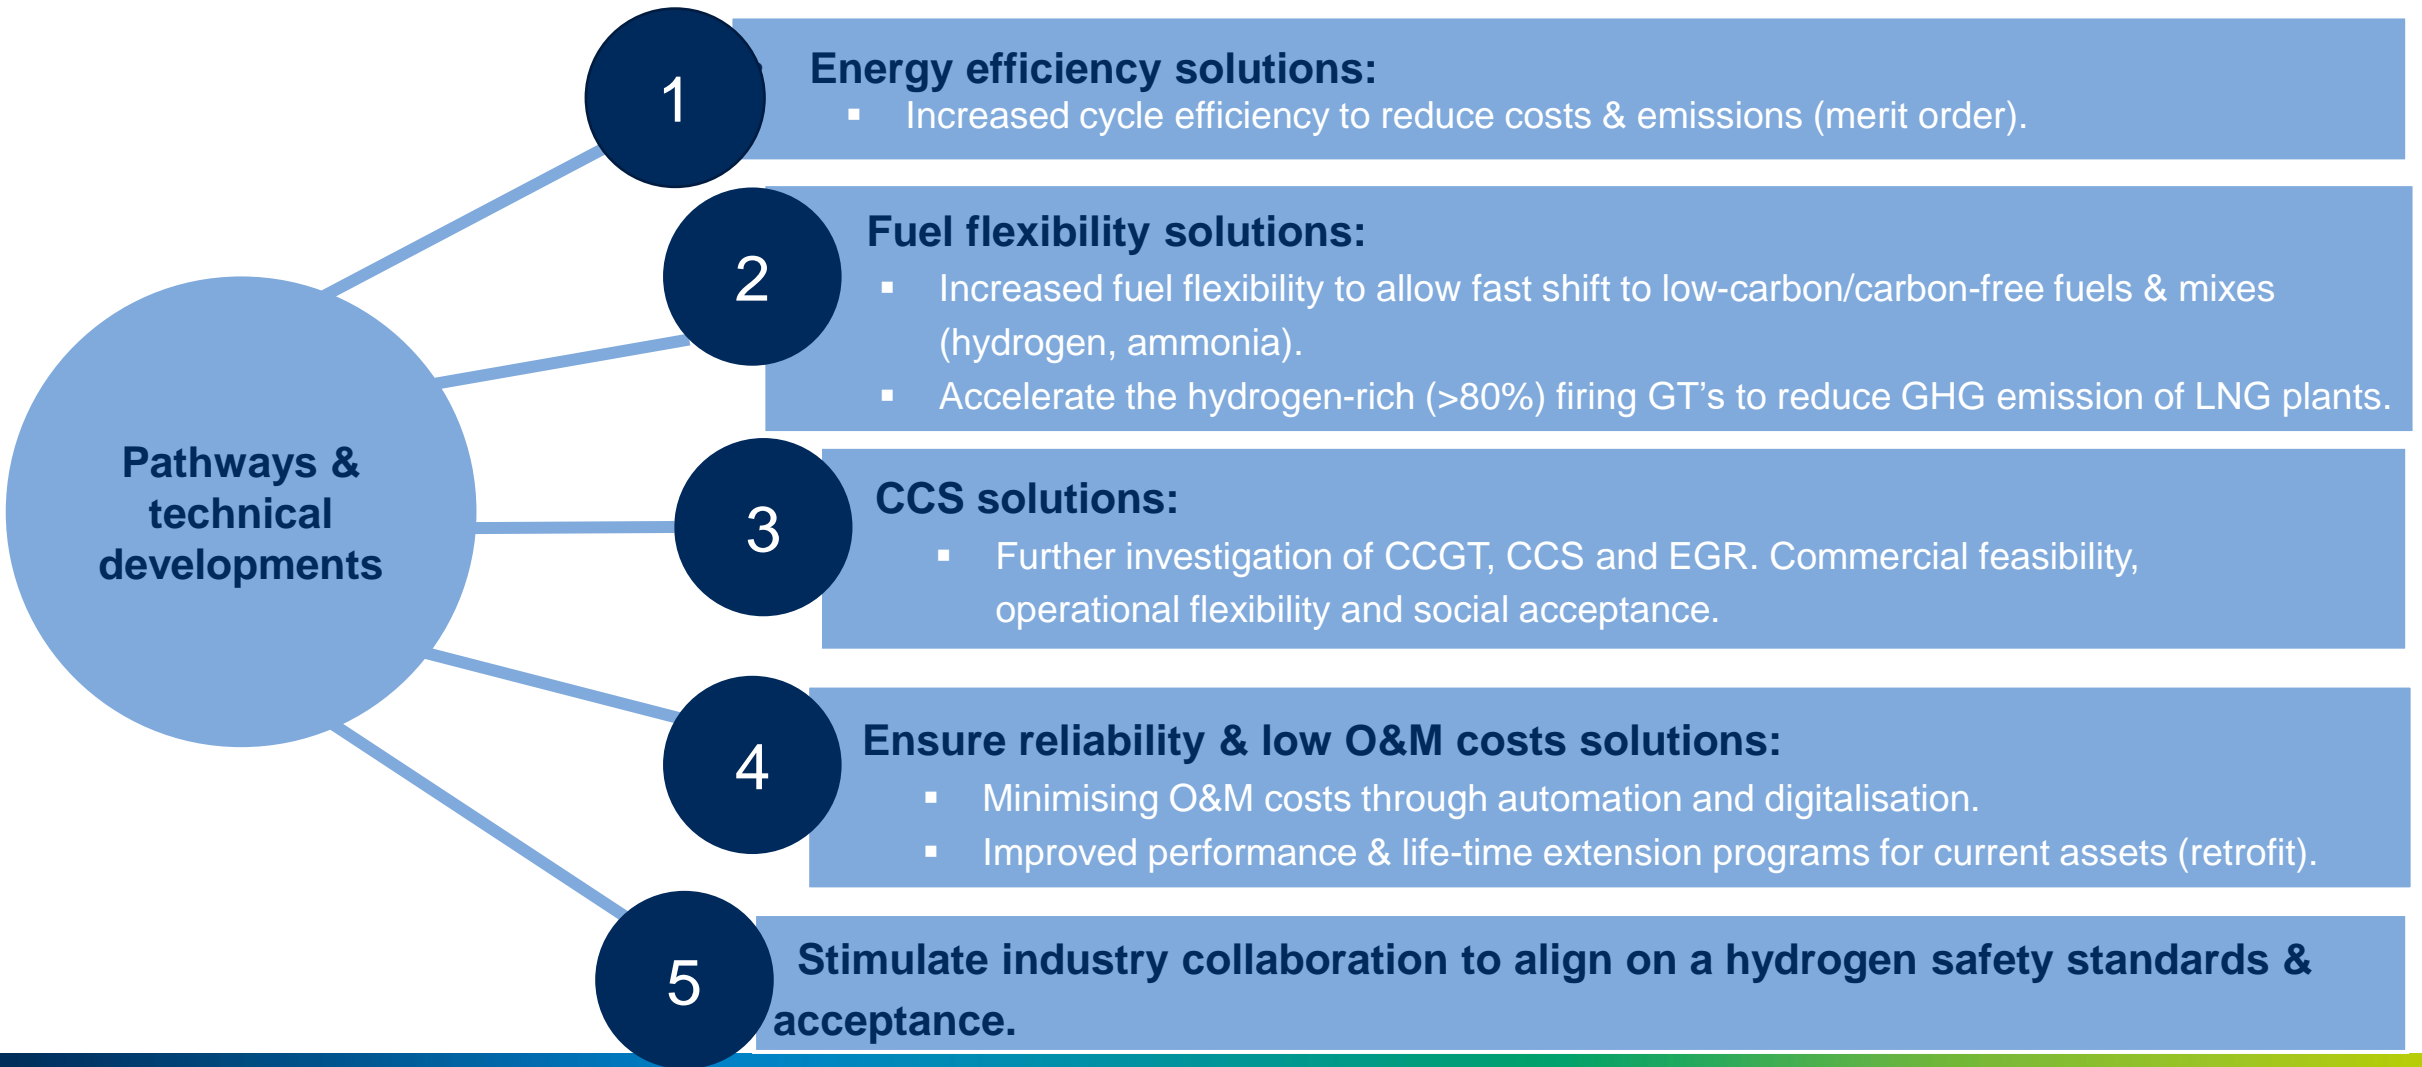 Pathways &
technical
developments
1
Energy efficiency solutions:
▪ Increased cycle efficiency to reduce costs & emissions (merit order).
2
Fuel flexibility solutions:
▪ Increased fuel flexibility to allow fast shift to low-carbon/carbon-free fuels & mixes
(hydrogen, ammonia).
▪ Accelerate the hydrogen-rich (>80%) firing GT's to reduce GHG emission of LNG plants.
3
CCS solutions:
▪ Further investigation of CCGT, CCS and EGR. Commercial feasibility,
operational flexibility and social acceptance.
4
Ensure reliability & low O&M costs solutions:
▪ Minimising O&M costs through automation and digitalisation.
▪ Improved performance & life-time extension programs for current assets (retrofit).
5
Stimulate industry collaboration to align on a hydrogen safety standards &
acceptance.